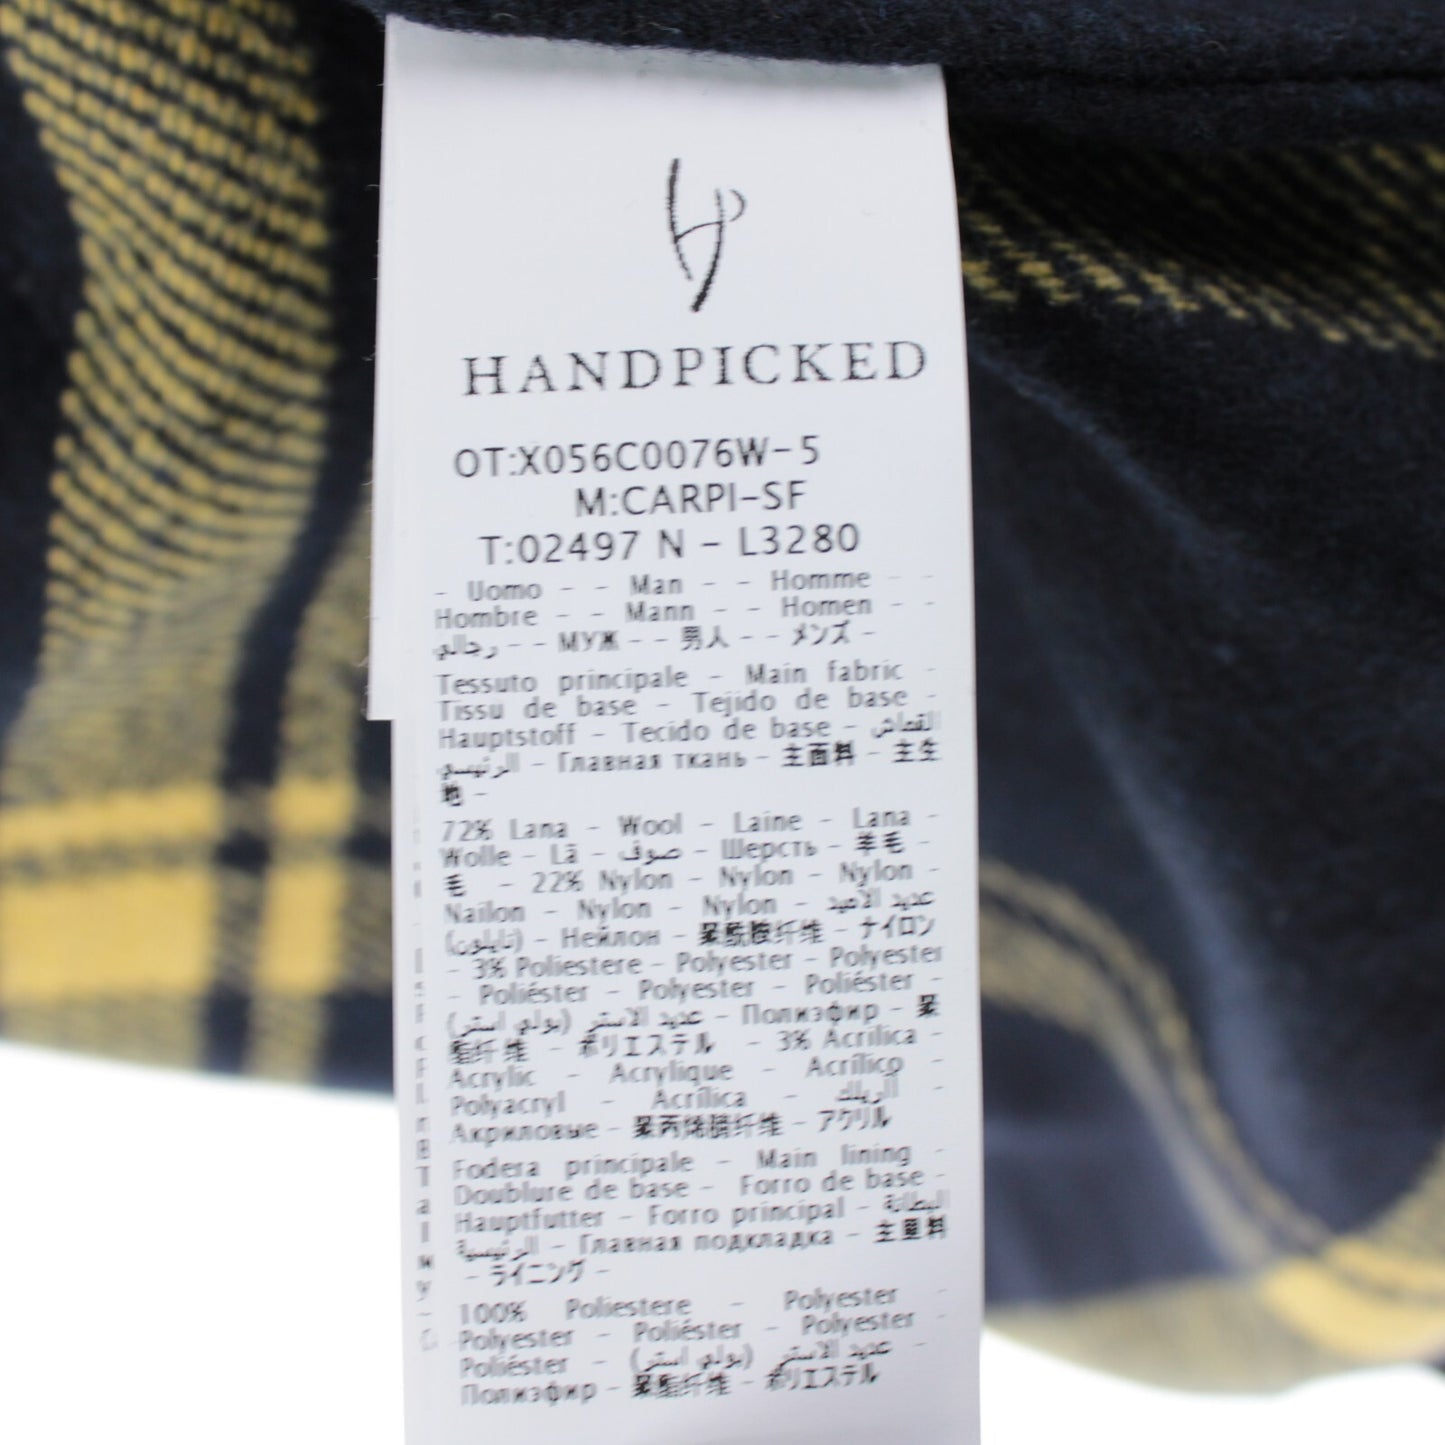 HANDPICKED
OT:X056C0076W-5
M:CARPI-SF
T:02497 N - L3280
- Uomo - - Man - - Homme - -
Hombre - - Mann - - Homen - -
رجالي - - МУЖ - - 男人 - - メンズ -
Tessuto principale - Main fabric -
Tissu de base - Tejido de base -
Hauptstoff - Tecido de base - القماش
الرئيسي - Главная ткань - 主面料 - 主生
地 -
72% Lana - Wool - Laine - Lana -
Wolle - Lã - صوف - Шерсть - 羊毛 -
毛 - 22% Nylon - Nylon - Nylon -
Nailon - Nylon - Nylon - عديد الأميد
(نايلون) - Нейлон - 聚酰胺纤维 - ナイロン
- 3% Poliestere - Polyester - Polyester
- Poliéster - Polyester - Poliéster -
عديد الاستر (بولي استر) - Полиэфир - 聚
酯纤维 - ポリエステル - 3% Acrilica -
Acrylic - Acrylique - Acrílico -
Polyacryl - Acrílica - الريلك -
Акриловые - 聚丙烯腈纤维 - アクリル
Fodera principale - Main lining -
Doublure de base - Forro de base -
Hauptfutter - Forro principal - البطانة
الرئيسية - Главная подкладка - 主里料
- ライニング -
100% Poliestere - Polyester -
Polyester - Poliéster - Polyester -
Poliéster - عديد الاستر (بولي استر) -
Полиэфир - 聚酯纤维 - ポリエステル